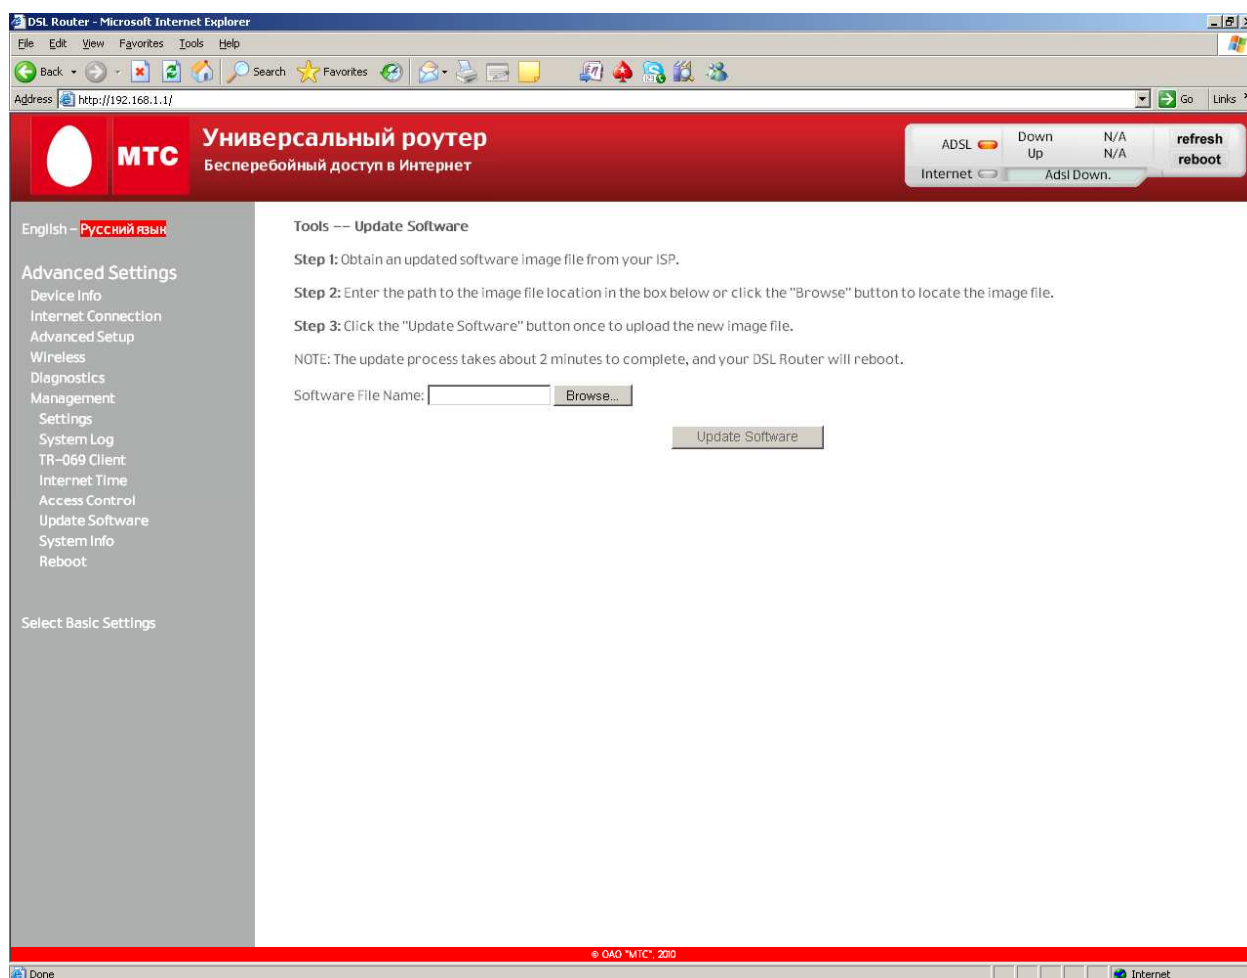 DSL Router - Microsoft Internet Explorer
File Edit View Favorites Tools Help
Back Search Favorites
Address http://192.168.1.1/ Go Links
МТС
Универсальный роутер
Бесперебойный доступ в Интернет
ADSL Down N/A refresh
Up N/A reboot
Internet Adsl Down.
English – Русский язык
Advanced Settings
Device Info
Internet Connection
Advanced Setup
Wireless
Diagnostics
Management
Settings
System Log
TR-069 Client
Internet Time
Access Control
Update Software
System Info
Reboot
Select Basic Settings
Tools -- Update Software
Step 1: Obtain an updated software image file from your ISP.
Step 2: Enter the path to the image file location in the box below or click the "Browse" button to locate the image file.
Step 3: Click the "Update Software" button once to upload the new image file.
NOTE: The update process takes about 2 minutes to complete, and your DSL Router will reboot.
Software File Name: Browse...
Update Software
© ОАО "МТС", 2010
Done Internet